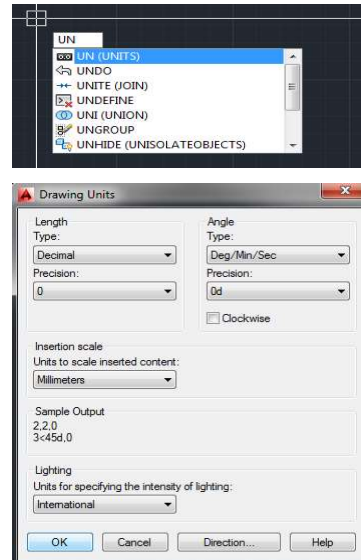 UN
UN (UNITS)
UNDO
UNITE (JOIN)
UNDEFINE
UNI (UNION)
UNGROUP
UNHIDE (UNISOLATEOBJECTS)
Drawing Units
Length
Type:
Decimal
Precision:
0
Angle
Type:
Deg/Min/Sec
Precision:
0d
Clockwise
Insertion scale
Units to scale inserted content:
Millimeters
Sample Output
2,2,0
3<45d,0
Lighting
Units for specifying the intensity of lighting:
International
OK Cancel Direction... Help